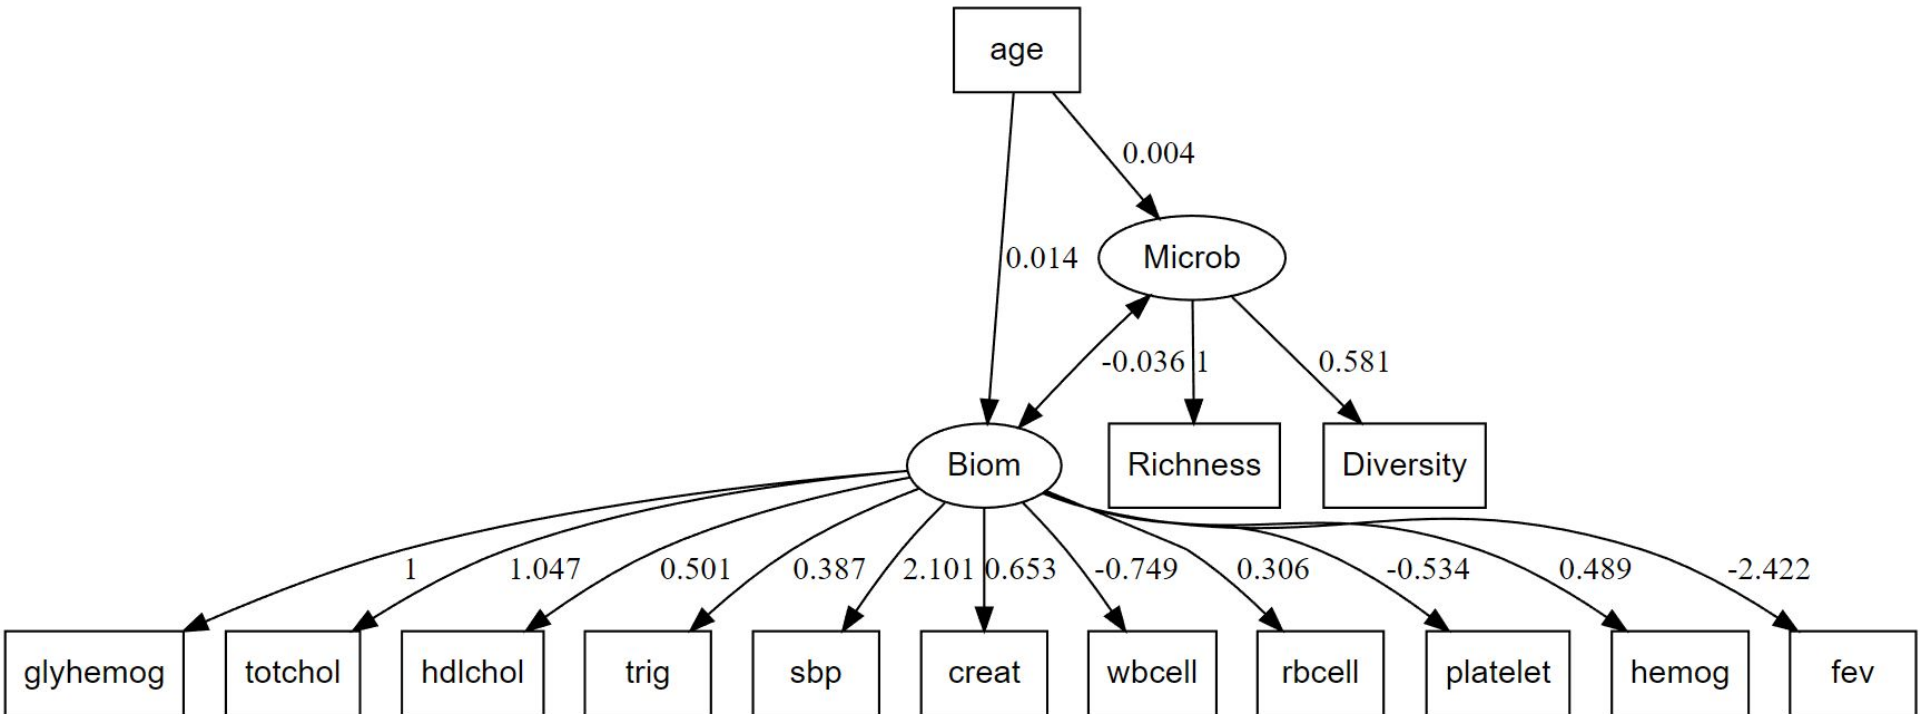 age
0.004
0.014
Microb
-0.036
1
0.581
Biom
Richness
Diversity
1
1.047
0.501
0.387
2.101
0.653
-0.749
0.306
-0.534
0.489
-2.422
glyhemog
totchol
hdlchol
trig
sbp
creat
wbcell
rbcell
platelet
hemog
fev